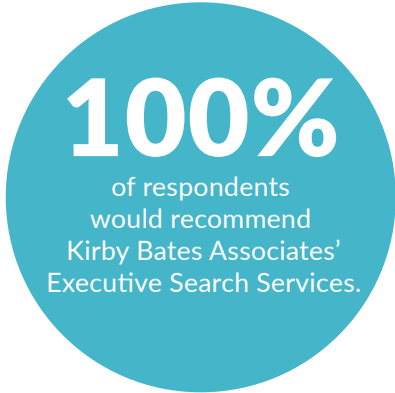 100%
of respondents
would recommend
Kirby Bates Associates’
Executive Search Services.